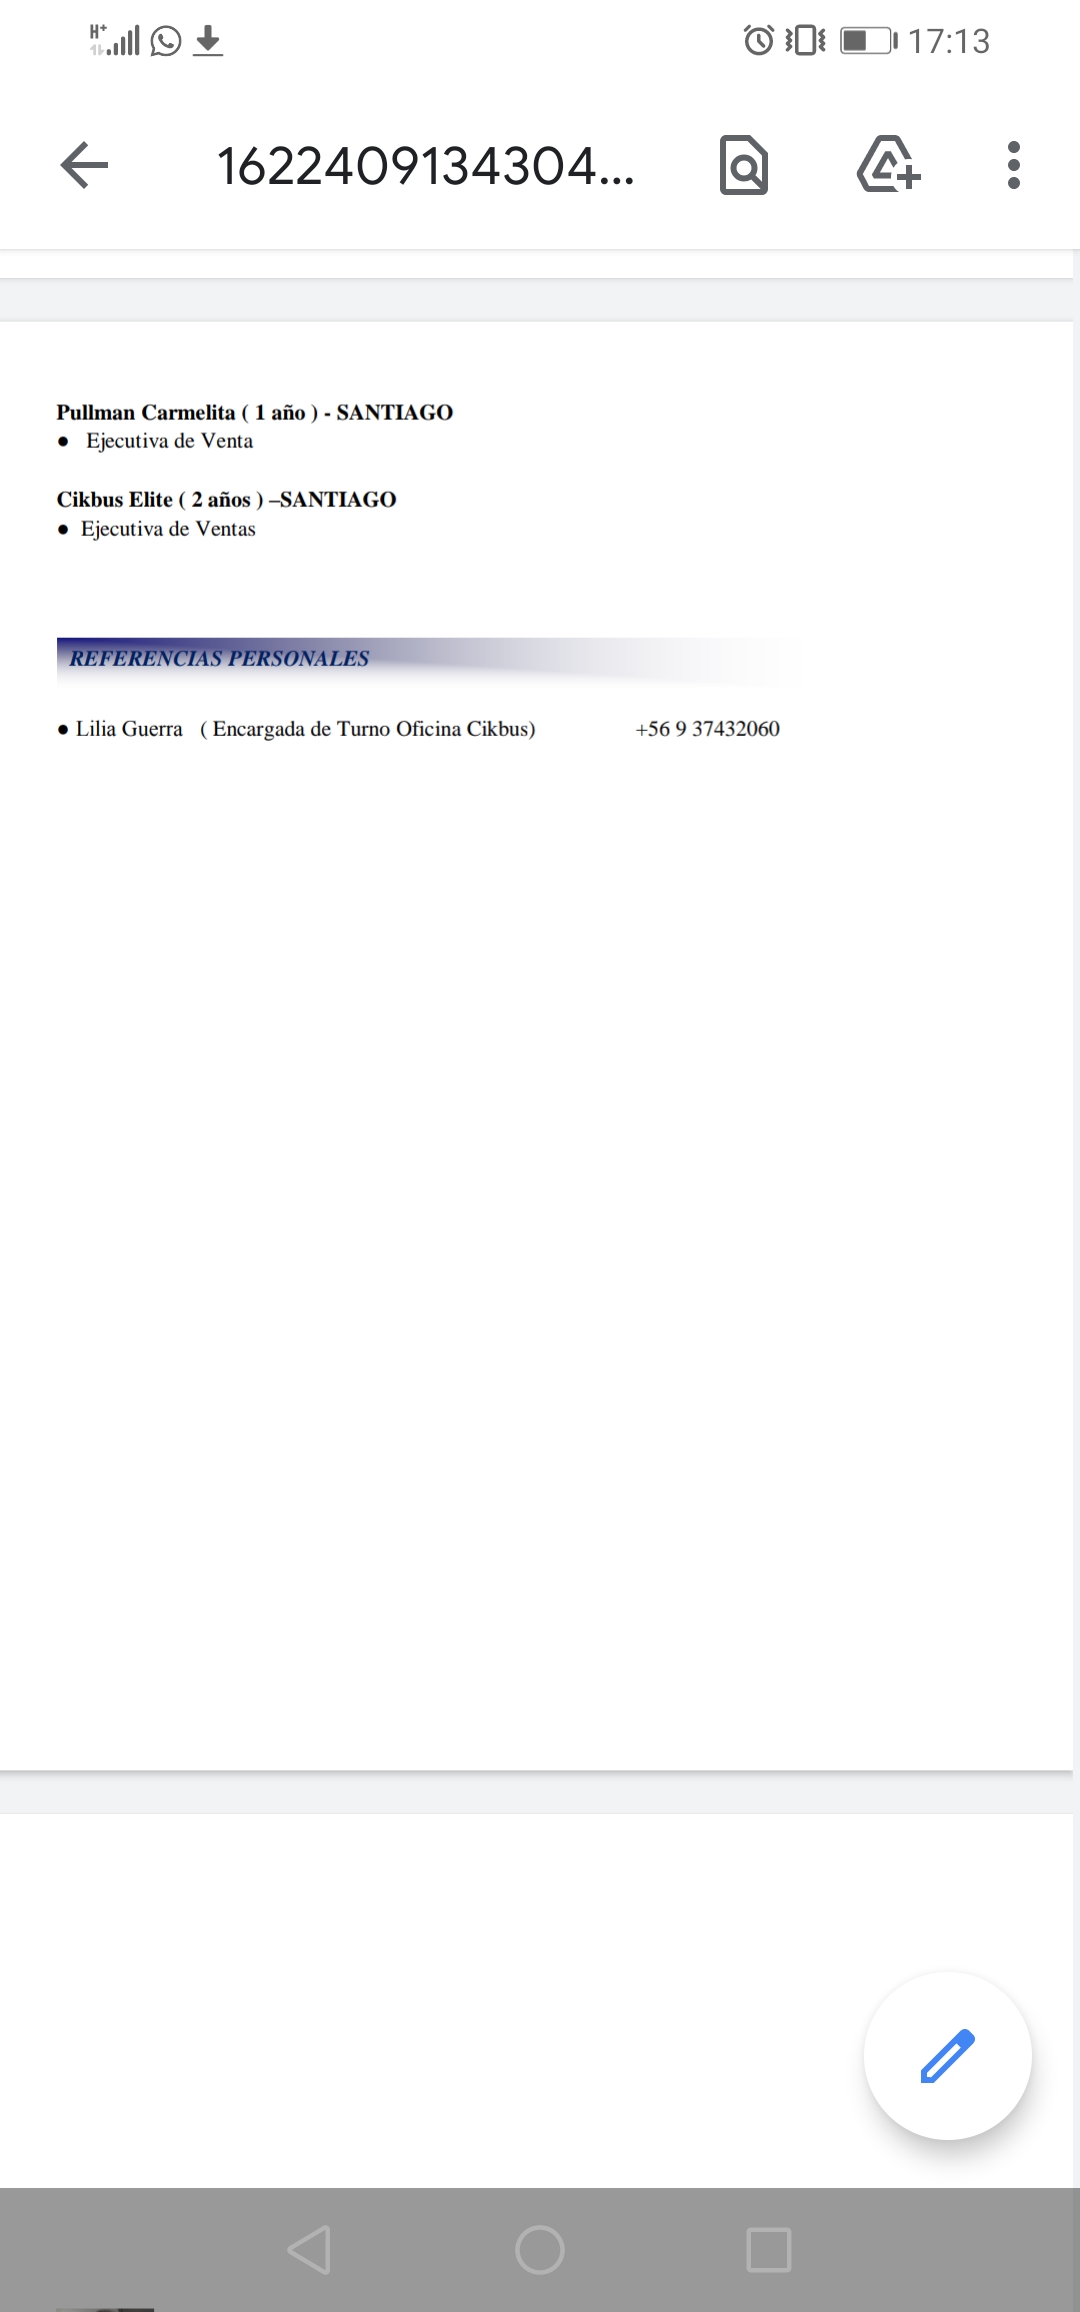 H+
17:13
1622409134304...
Pullman Carmelita ( 1 año ) - SANTIAGO
● Ejecutiva de Venta
Cikbus Elite ( 2 años ) –SANTIAGO
● Ejecutiva de Ventas
REFERENCIAS PERSONALES
● Lilia Guerra ( Encargada de Turno Oficina Cikbus) +56 9 37432060